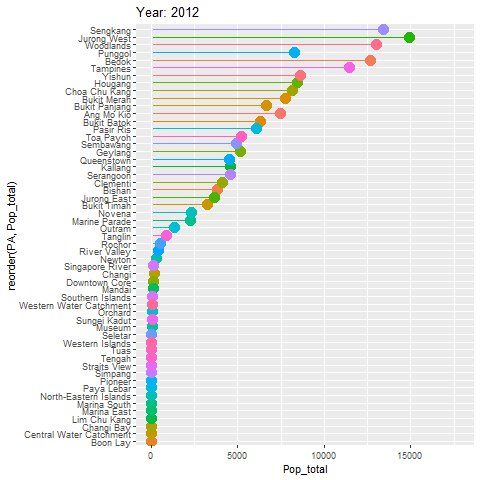 Year: 2012
Sengkang
Jurong West
Woodlands
Punggol
Bedok
Tampines
Yishun
Hougang
Choa Chu Kang
Bukit Merah
Bukit Panjang
Ang Mo Kio
Bukit Batok
Pasir Ris
Toa Payoh
Sembawang
Geylang
Queenstown
Kallang
Serangoon
Clementi
Bishan
Jurong East
Bukit Timah
Novena
Marine Parade
Outram
Tanglin
Rochor
River Valley
Newton
Singapore River
Changi
Downtown Core
Mandai
Southern Islands
Western Water Catchment
Orchard
Sungei Kadut
Museum
Seletar
Western Islands
Tuas
Tengah
Straits View
Simpang
Pioneer
Paya Lebar
North-Eastern Islands
Marina South
Marina East
Lim Chu Kang
Changi Bay
Central Water Catchment
Boon Lay
reorder(PA, Pop_total)
0 5000 10000 15000
Pop_total